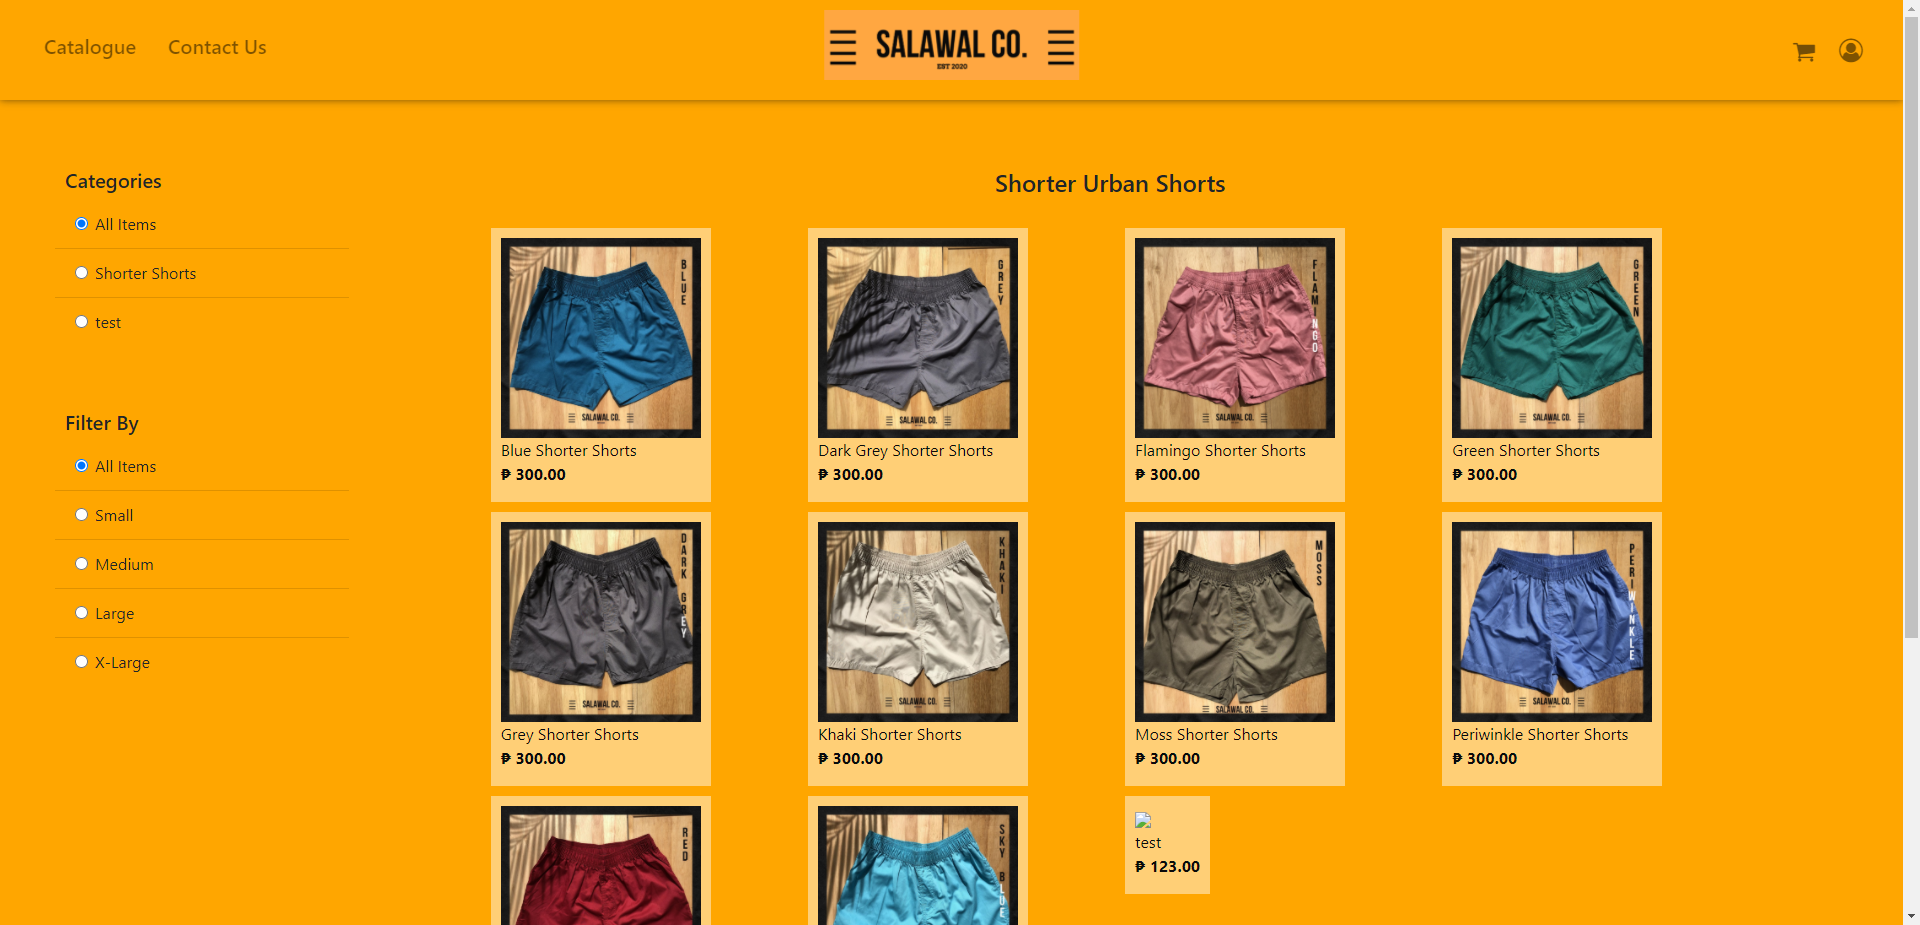 Catalogue
Contact Us
SALAWAL CO.
EST 2020
Categories
All Items
Shorter Shorts
test
Filter By
All Items
Small
Medium
Large
X-Large
Shorter Urban Shorts
BLUE
SALAWAL CO.
Blue Shorter Shorts
₱ 300.00
GREY
SALAWAL CO.
Dark Grey Shorter Shorts
₱ 300.00
FLAMINGO
SALAWAL CO.
Flamingo Shorter Shorts
₱ 300.00
GREEN
SALAWAL CO.
Green Shorter Shorts
₱ 300.00
DARK GREY
SALAWAL CO.
Grey Shorter Shorts
₱ 300.00
KHAKI
SALAWAL CO.
Khaki Shorter Shorts
₱ 300.00
MOSS
SALAWAL CO.
Moss Shorter Shorts
₱ 300.00
PERIWINKLE
SALAWAL CO.
Periwinkle Shorter Shorts
₱ 300.00
RED
SKY BLUE
test
₱ 123.00